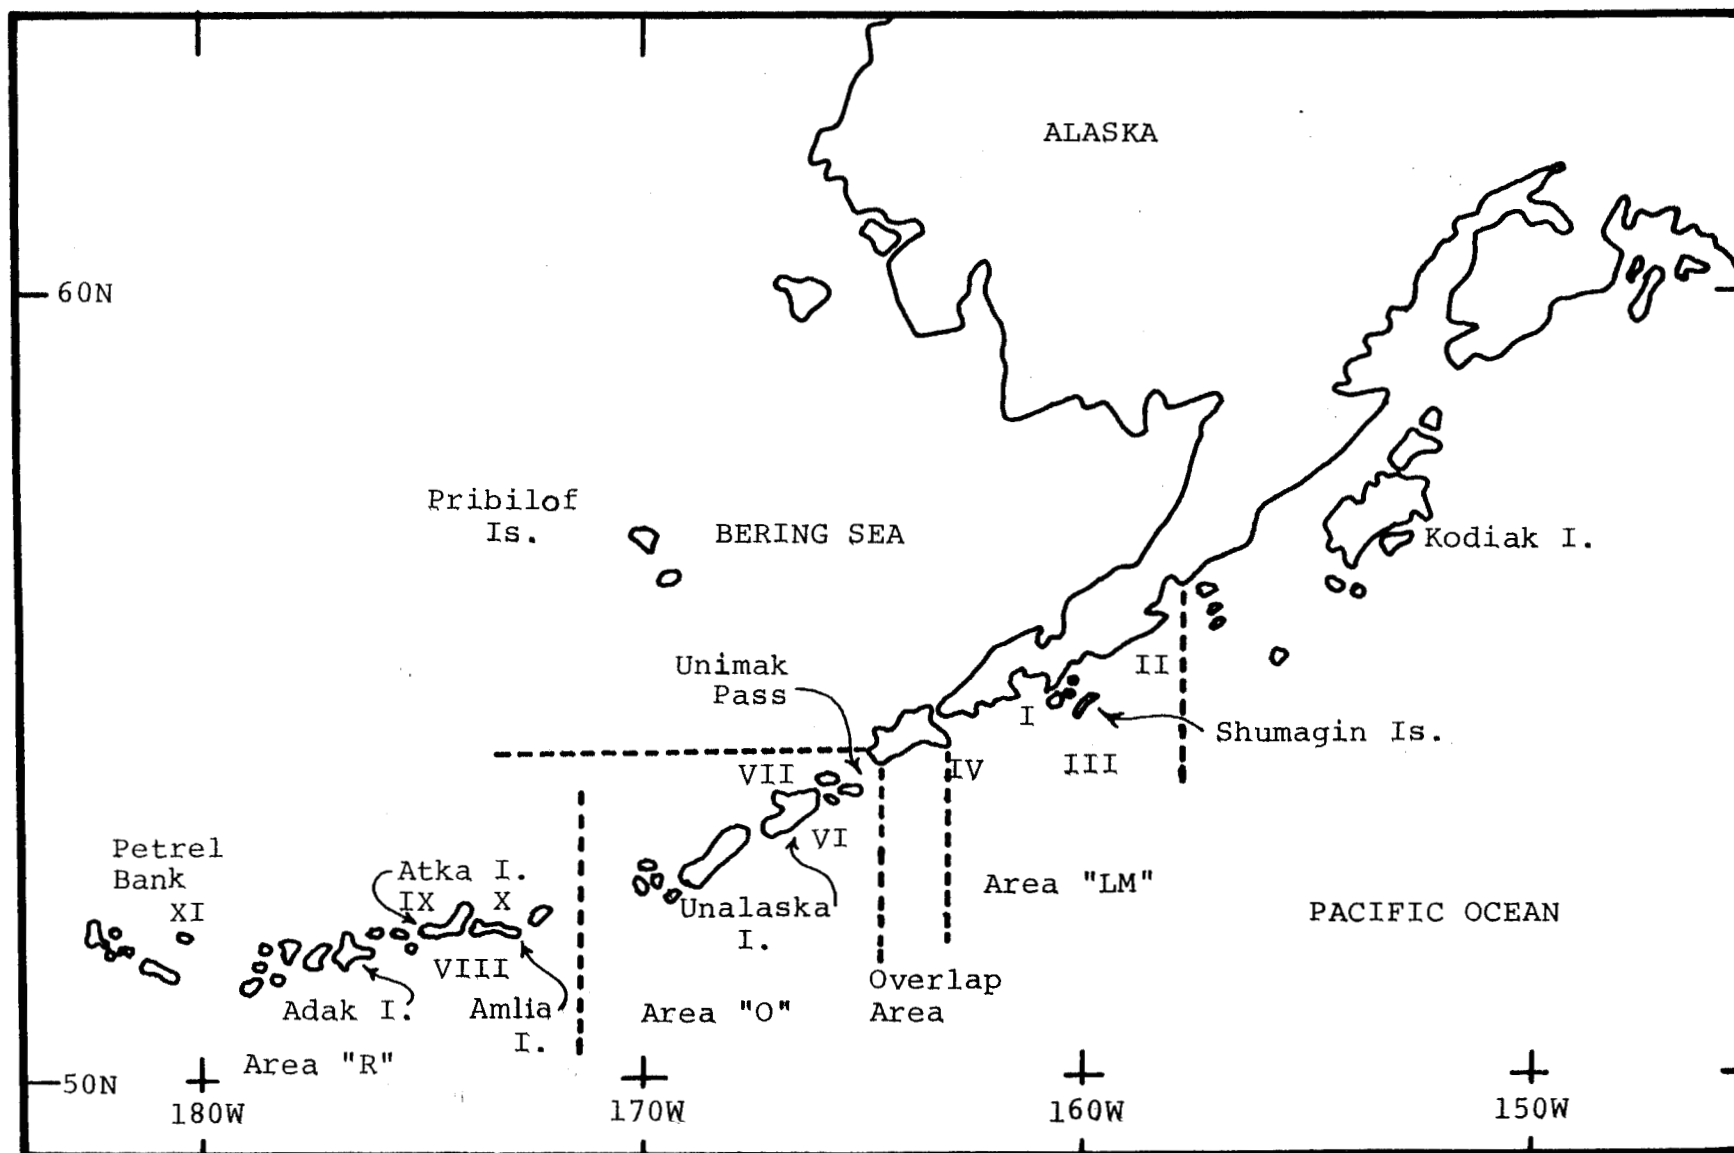 ALASKA
60N
Pribilof
Is.
BERING SEA
Kodiak I.
Unimak
Pass
II
I
Shumagin Is.
IV
III
VII
VI
Petrel
Bank
XI
Atka I.
IX
X
Area "LM"
Unalaska
I.
PACIFIC OCEAN
VIII
Overlap
Area
Adak I.
Amlia
I.
Area "O"
Area "R"
50N
180W
170W
160W
150W